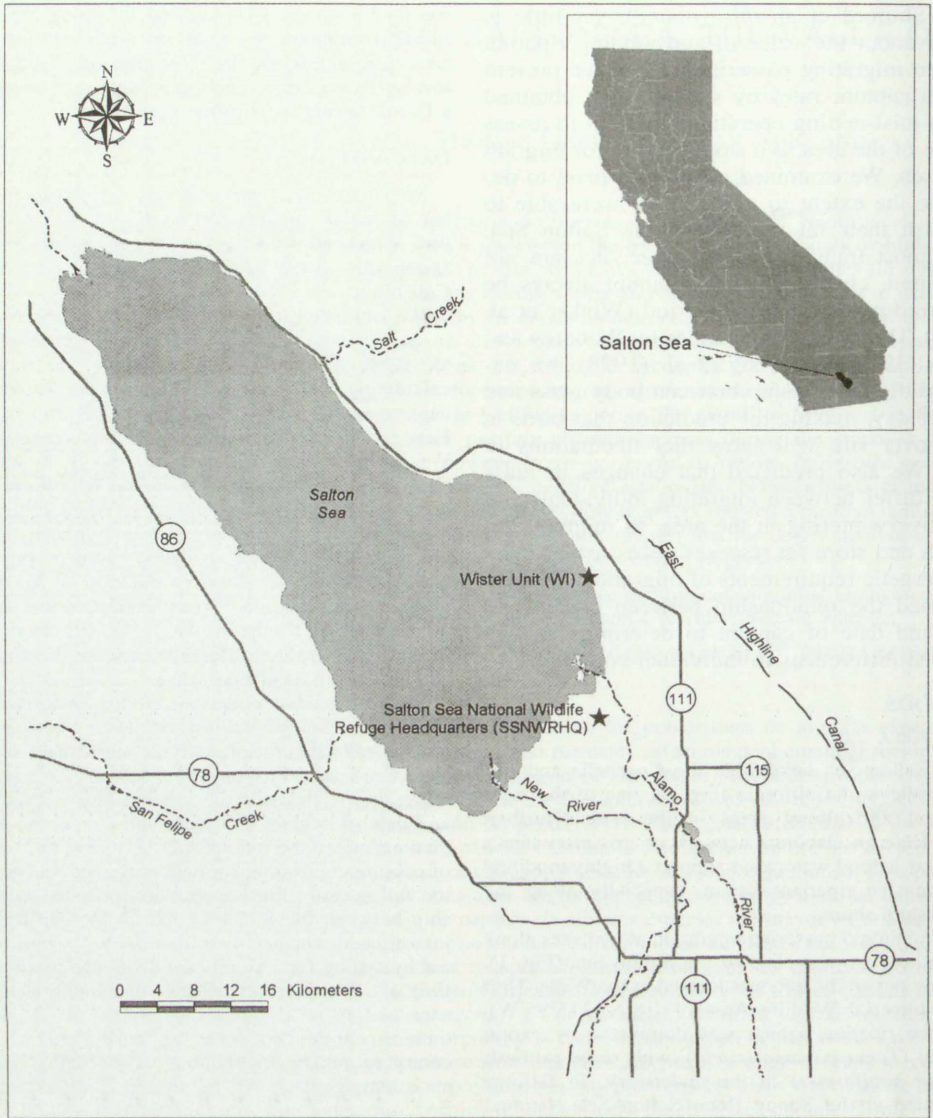 N
W E
S
Salton Sea
Salt Creek
Salton
Sea
86
Wister Unit (WI)
East Highline Canal
111
Salton Sea National Wildlife
Refuge Headquarters (SSNWRHQ)
78
115
San Felipe Creek
New River
Alamo River
78
111
0 4 8 12 16 Kilometers